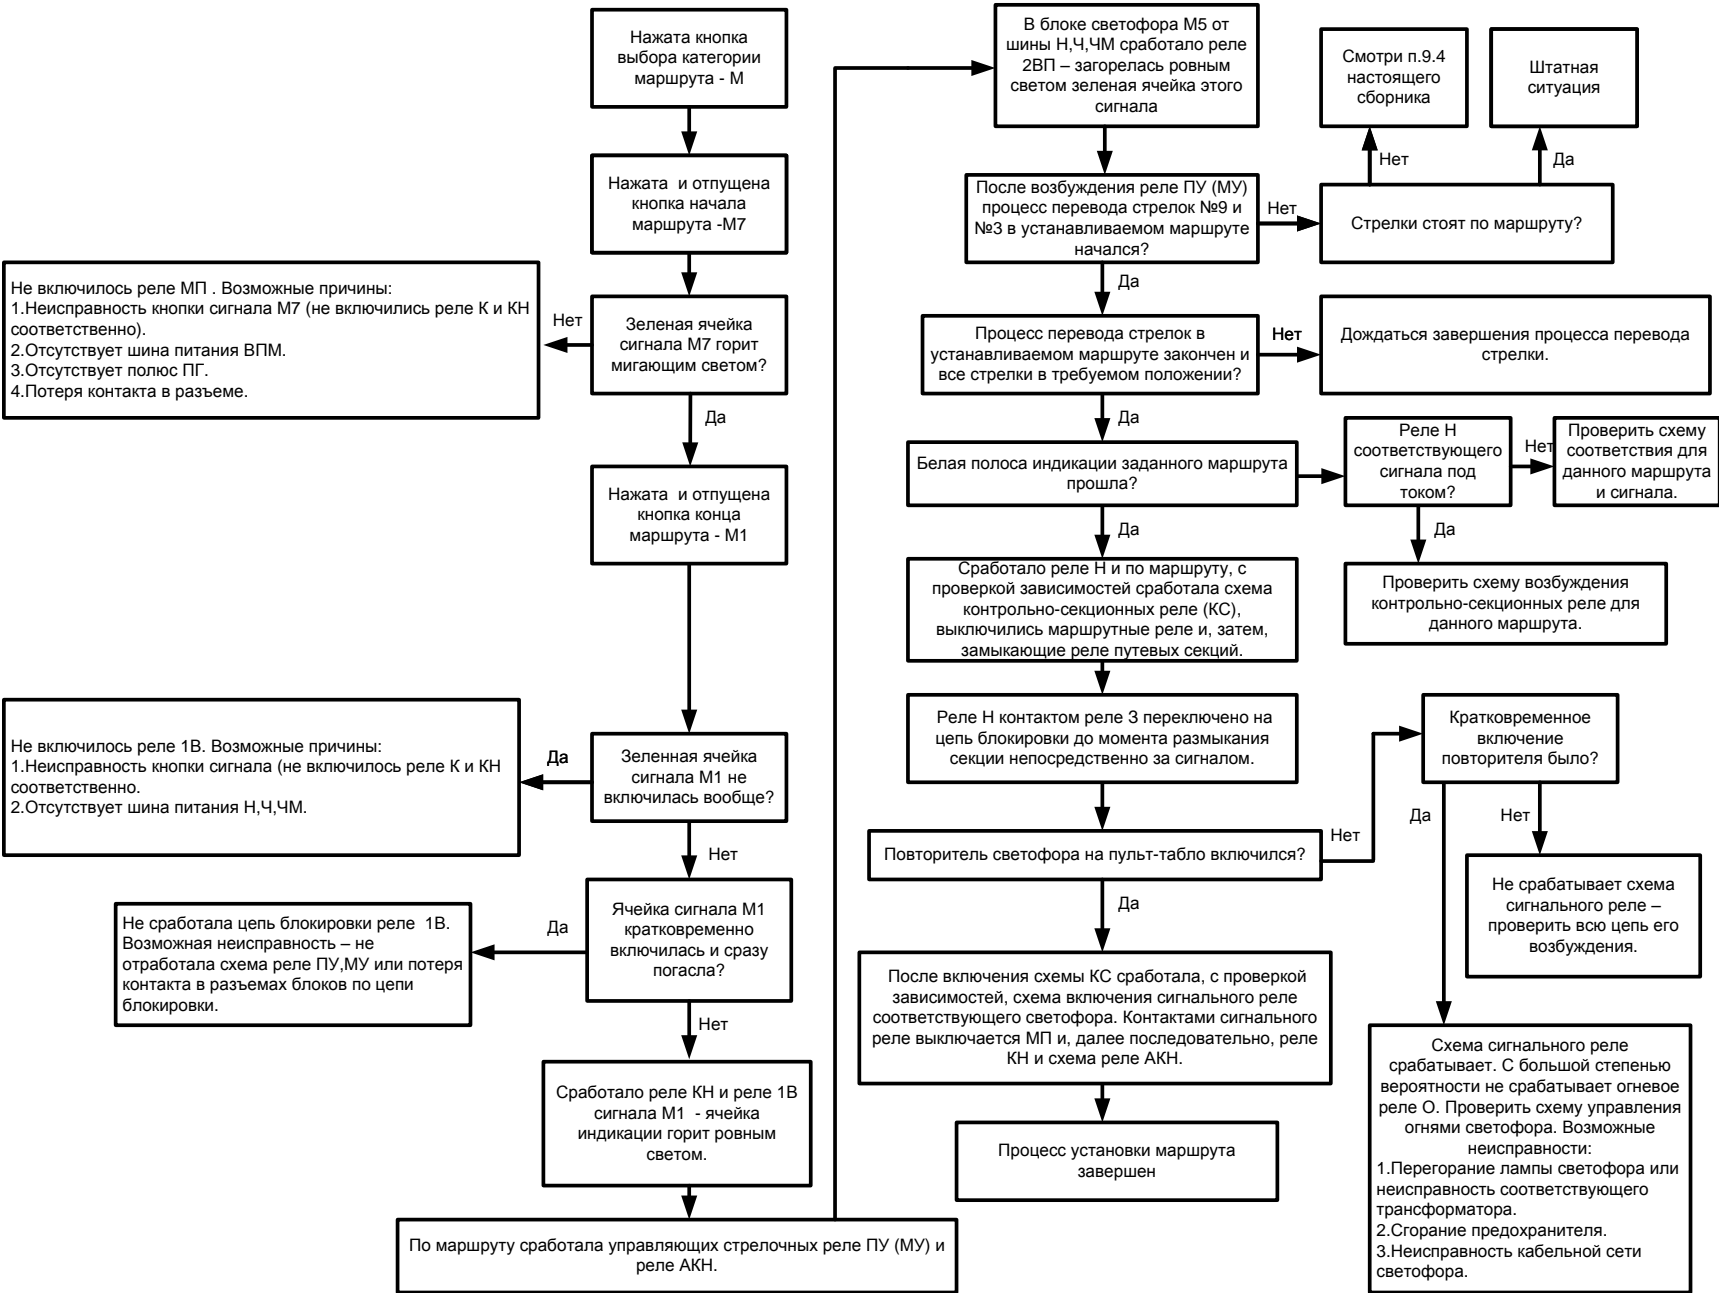 Нажата кнопка
выбора категории
маршрута - М
Нажата и отпущена
кнопка начала
маршрута -М7
Зеленая ячейка
сигнала М7 горит
мигающим светом?
Нет
Не включилось реле МП . Возможные причины:
1.Неисправность кнопки сигнала М7 (не включились реле К и КН
соответственно).
2.Отсутствует шина питания ВПМ.
3.Отсутствует полюс ПГ.
4.Потеря контакта в разъеме.
Да
Нажата и отпущена
кнопка конца
маршрута - М1
Зеленная ячейка
сигнала М1 не
включилась вообще?
Да
Не включилось реле 1В. Возможные причины:
1.Неисправность кнопки сигнала (не включилось реле К и КН
соответственно.
2.Отсутствует шина питания Н,Ч,ЧМ.
Нет
Ячейка сигнала М1
кратковременно
включилась и сразу
погасла?
Да
Не сработала цепь блокировки реле 1В.
Возможная неисправность – не
отработала схема реле ПУ,МУ или потеря
контакта в разъемах блоков по цепи
блокировки.
Нет
Сработало реле КН и реле 1В
сигнала М1 - ячейка
индикации горит ровным
светом.
По маршруту сработала управляющих стрелочных реле ПУ (МУ) и
реле АКН.
В блоке светофора М5 от
шины Н,Ч,ЧМ сработало реле
2ВП – загорелась ровным
светом зеленая ячейка этого
сигнала
После возбуждения реле ПУ (МУ)
процесс перевода стрелок №9 и
№3 в устанавливаемом маршруте
начался?
Нет
Стрелки стоят по маршруту?
Нет
Смотри п.9.4
настоящего
сборника
Да
Штатная
ситуация
Да
Процесс перевода стрелок в
устанавливаемом маршруте закончен и
все стрелки в требуемом положении?
Нет
Дождаться завершения процесса перевода
стрелки.
Да
Белая полоса индикации заданного маршрута
прошла?
Реле Н
соответствующего
сигнала под
током?
Нет
Проверить схему
соответствия для
данного маршрута
и сигнала.
Да
Проверить схему возбуждения
контрольно-секционных реле для
данного маршрута.
Да
Сработало реле Н и по маршруту, с
проверкой зависимостей сработала схема
контрольно-секционных реле (КС),
выключились маршрутные реле и, затем,
замыкающие реле путевых секций.
Реле Н контактом реле З переключено на
цепь блокировки до момента размыкания
секции непосредственно за сигналом.
Повторитель светофора на пульт-табло включился?
Нет
Кратковременное
включение
повторителя было?
Да
Нет
Не срабатывает схема
сигнального реле –
проверить всю цепь его
возбуждения.
Схема сигнального реле
срабатывает. С большой степенью
вероятности не срабатывает огневое
реле О. Проверить схему управления
огнями светофора. Возможные
неисправности:
1.Перегорание лампы светофора или
неисправность соответствующего
трансформатора.
2.Сгорание предохранителя.
3.Неисправность кабельной сети
светофора.
Да
После включения схемы КС сработала, с проверкой
зависимостей, схема включения сигнального реле
соответствующего светофора. Контактами сигнального
реле выключается МП и, далее последовательно, реле
КН и схема реле АКН.
Процесс установки маршрута
завершен